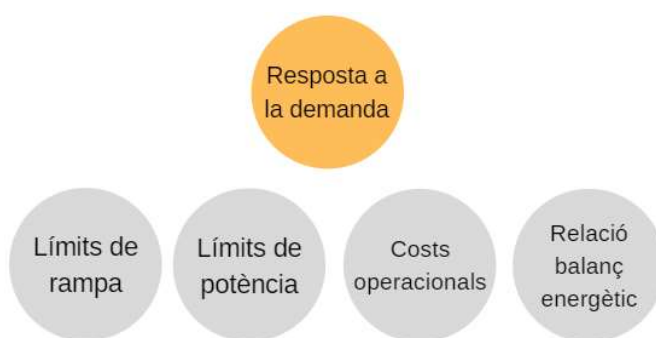 Resposta a
la demanda
Límits de
rampa
Límits de
potència
Costs
operacionals
Relació
balanç
energètic